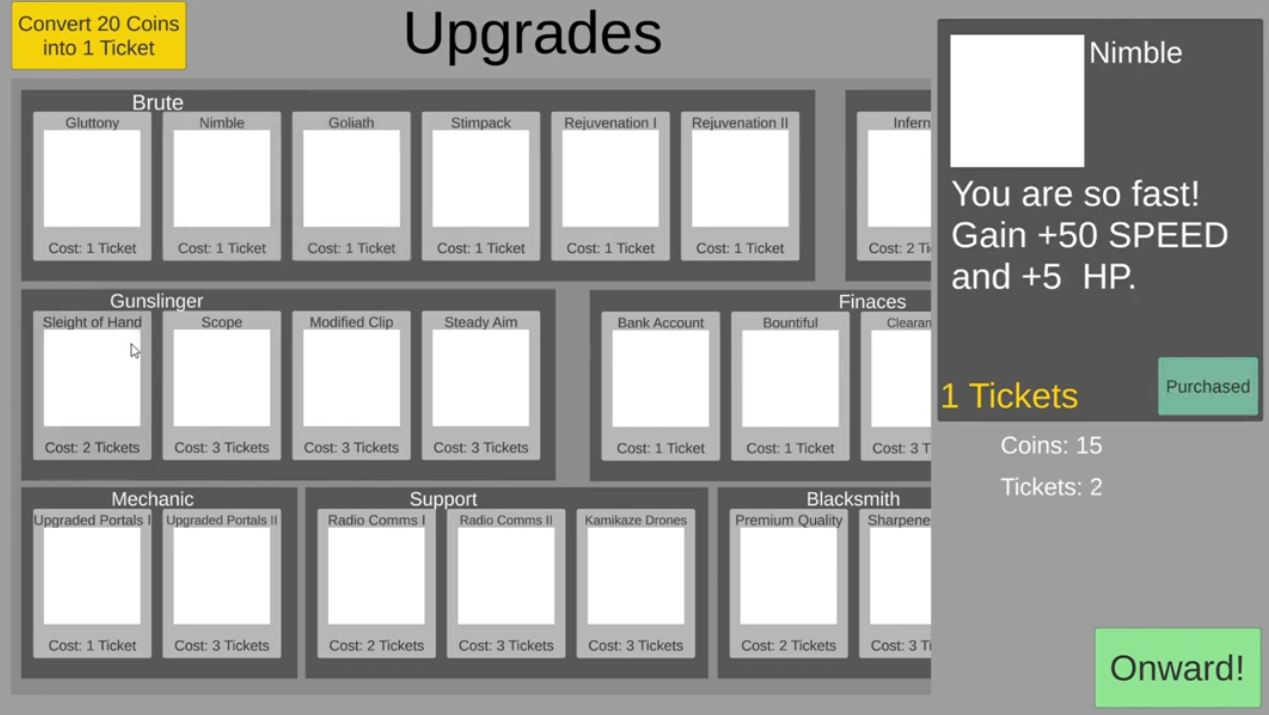 Convert 20 Coins
into 1 Ticket
Upgrades
Brute
Gluttony
Nimble
Goliath
Stimpack
Rejuvenation I
Rejuvenation II
Infern
Cost: 1 Ticket
Cost: 1 Ticket
Cost: 1 Ticket
Cost: 1 Ticket
Cost: 1 Ticket
Cost: 1 Ticket
Cost: 2 Ti
Gunslinger
Finaces
Sleight of Hand
Scope
Modified Clip
Steady Aim
Bank Account
Bountiful
Clearan
Cost: 2 Tickets
Cost: 3 Tickets
Cost: 3 Tickets
Cost: 3 Tickets
Cost: 1 Ticket
Cost: 1 Ticket
Cost: 3 T
Mechanic
Support
Blacksmith
Upgraded Portals I
Upgraded Portals II
Radio Comms I
Radio Comms II
Kamikaze Drones
Premium Quality
Sharpene
Cost: 1 Ticket
Cost: 3 Tickets
Cost: 2 Tickets
Cost: 3 Tickets
Cost: 3 Tickets
Cost: 2 Tickets
Cost: 3 Ti
Nimble
You are so fast!
Gain +50 SPEED
and +5  HP.
1 Tickets
Purchased
Coins: 15
Tickets: 2
Onward!